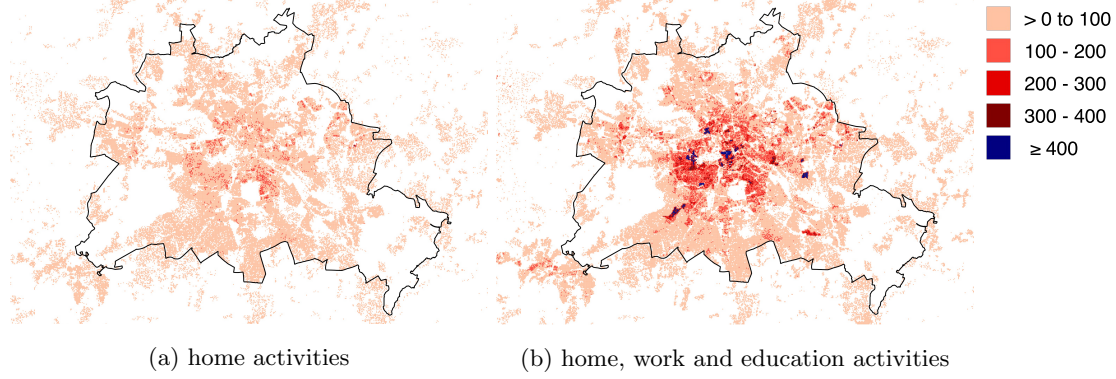 > 0 to 100
100 - 200
200 - 300
300 - 400
≥ 400
(a) home activities
(b) home, work and education activities